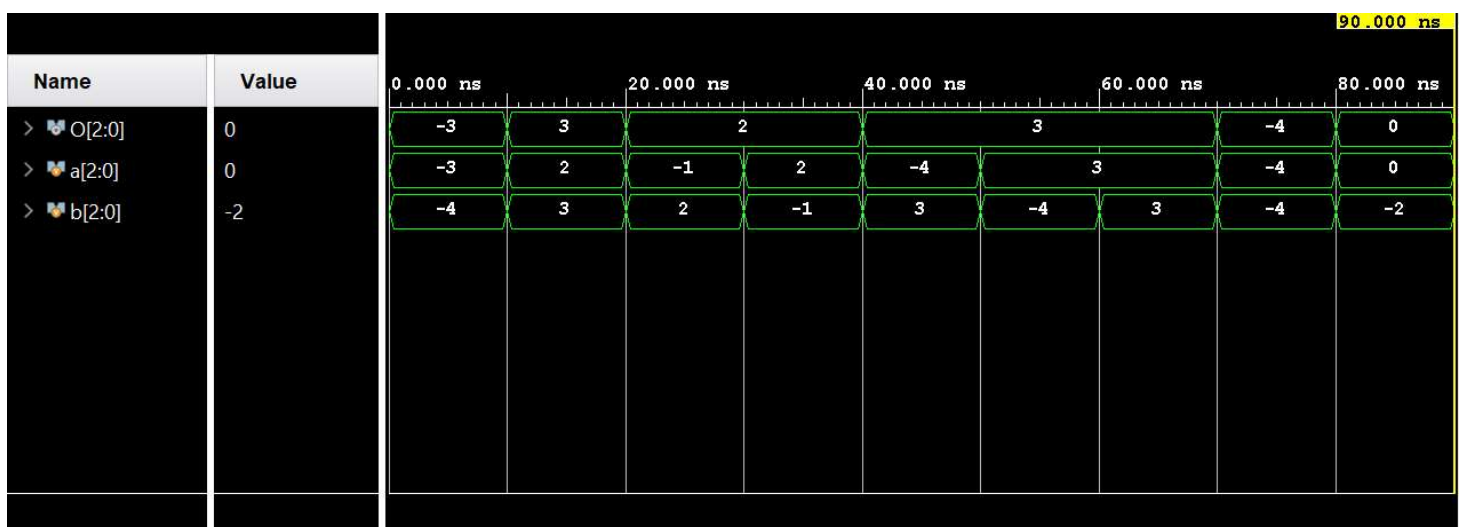 90.000 ns
Name Value 0.000 ns 20.000 ns 40.000 ns 60.000 ns 80.000 ns
O[2:0] 0 -3 3 2 3 -4 0
a[2:0] 0 -3 2 -1 2 -4 3 -4 0
b[2:0] -2 -4 3 2 -1 3 -4 3 -4 -2